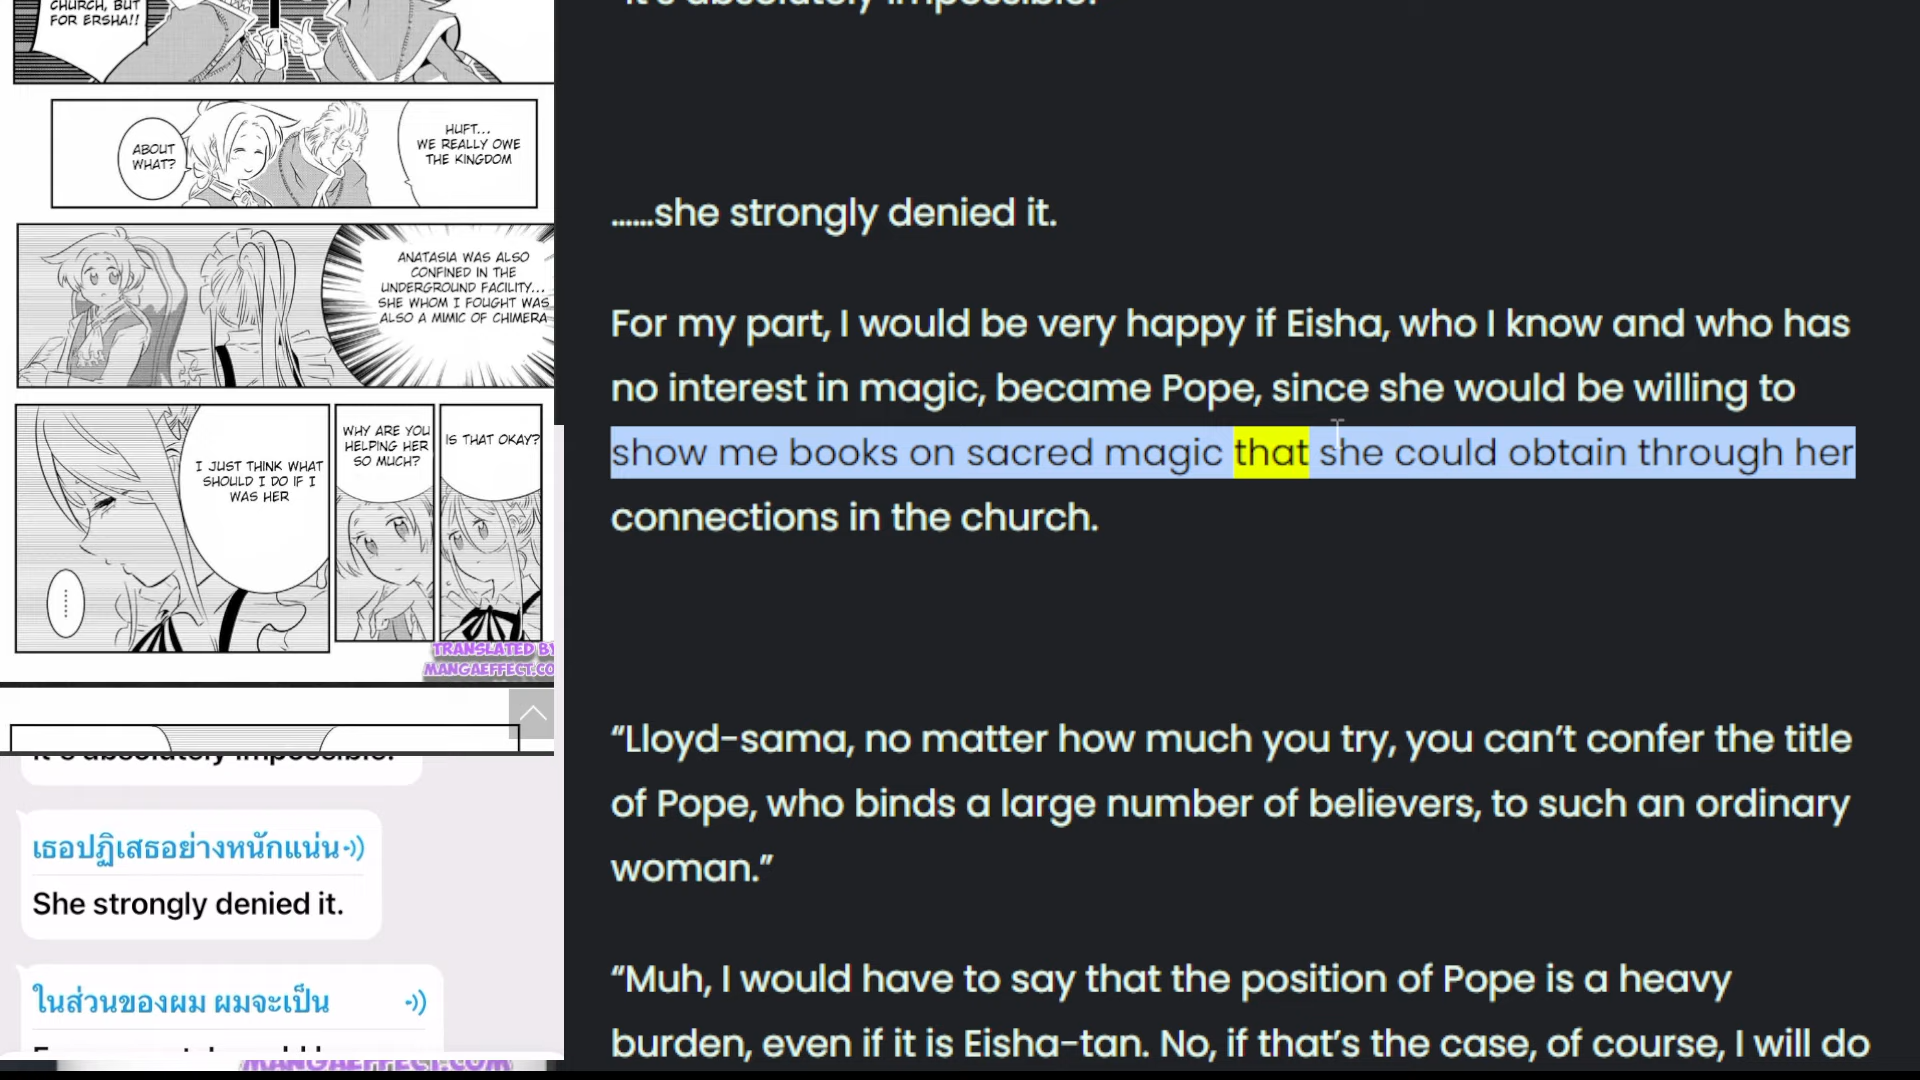 CHURCH, BUT
FOR ERSHA!!
ABOUT
WHAT?
HUFT...
WE REALLY OWE
THE KINGDOM
ANATASIA WAS ALSO
CONFINED IN THE
UNDERGROUND FACILITY...
SHE WHOM I FOUGHT WAS
ALSO A MIMIC OF CHIMERA
I JUST THINK WHAT
SHOULD I DO IF I
WAS HER
WHY ARE YOU
HELPING HER
SO MUCH?
IS THAT OKAY?
TRANSLATED BY
MANGAEFFECT.CO
It's absolutely impossible.
เธอปฏิเสธอย่างหนักแน่น
She strongly denied it.
ในส่วนของผม ผมจะเป็น
MANGAEFFECT.COM
"It's absolutely impossible."
……she strongly denied it.
For my part, I would be very happy if Eisha, who I know and who has
no interest in magic, became Pope, since she would be willing to
show me books on sacred magic that she could obtain through her
connections in the church.
“Lloyd-sama, no matter how much you try, you can’t confer the title
of Pope, who binds a large number of believers, to such an ordinary
woman.”
“Muh, I would have to say that the position of Pope is a heavy
burden, even if it is Eisha-tan. No, if that’s the case, of course, I will do